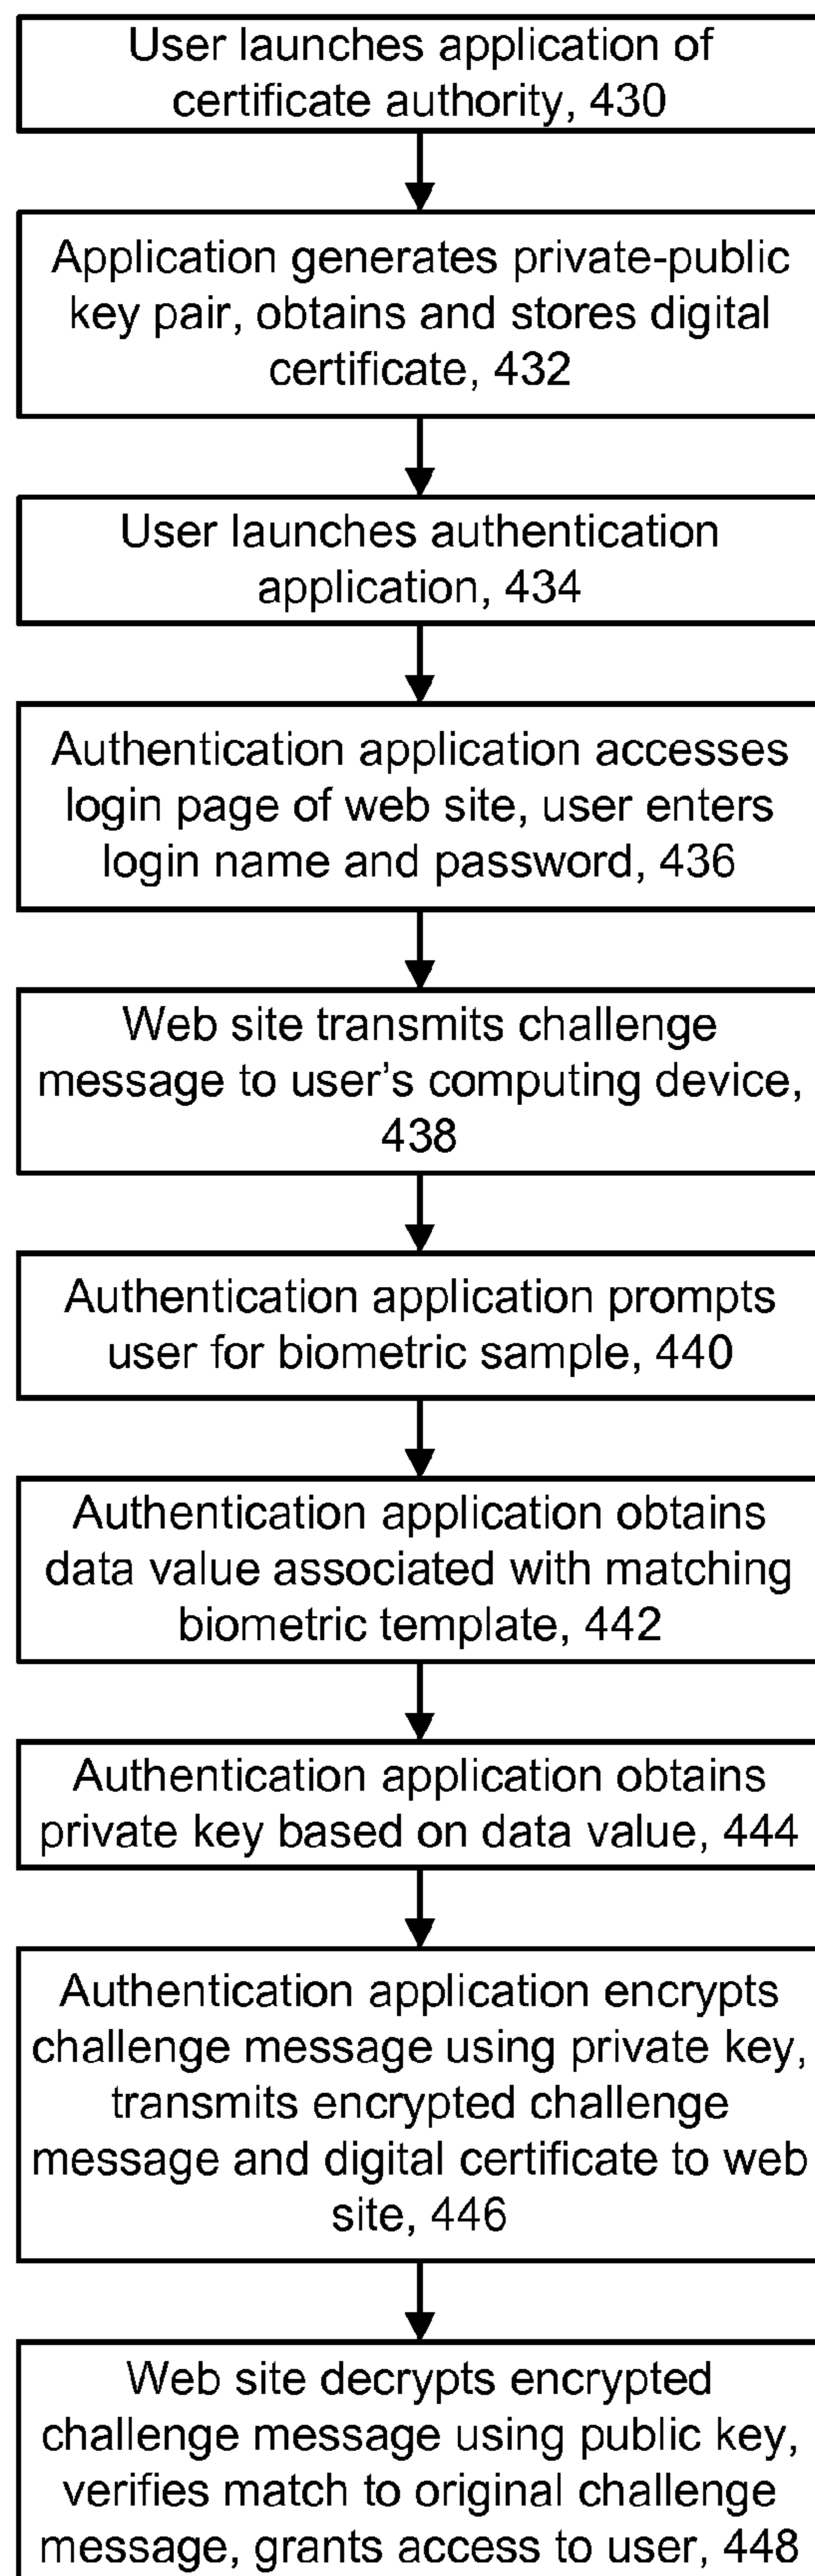 User launches application of
certificate authority, 430
Application generates private-public
key pair, obtains and stores digital
certificate, 432
User launches authentication
application, 434
Authentication application accesses
login page of web site, user enters
login name and password, 436
Web site transmits challenge
message to user's computing device,
438
Authentication application prompts
user for biometric sample, 440
Authentication application obtains
data value associated with matching
biometric template, 442
Authentication application obtains
private key based on data value, 444
Authentication application encrypts
challenge message using private key,
transmits encrypted challenge
message and digital certificate to web
site, 446
Web site decrypts encrypted
challenge message using public key,
verifies match to original challenge
message, grants access to user, 448